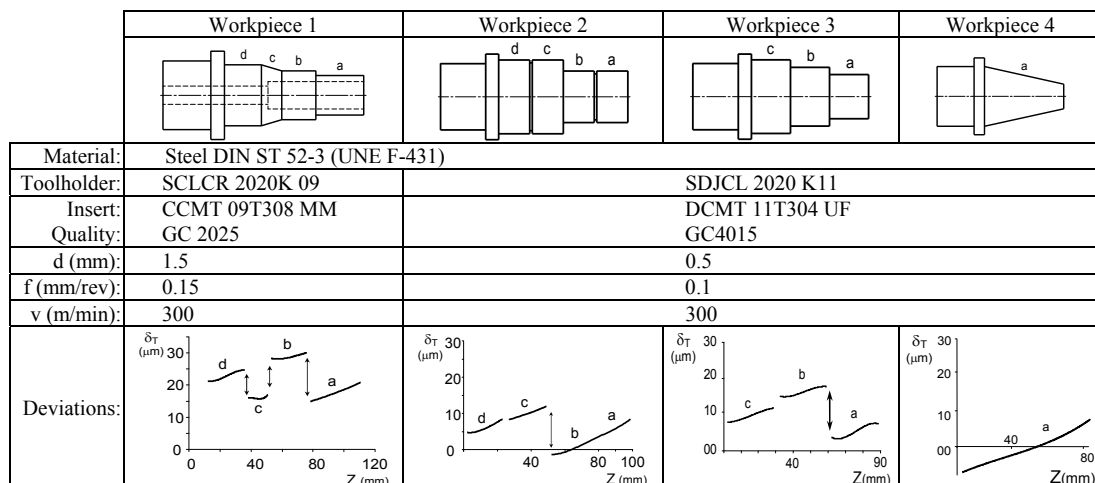 Workpiece 1 Workpiece 2 Workpiece 3 Workpiece 4
d c b a
d c b a
c b a
a
Material: Steel DIN ST 52-3 (UNE F-431)
Toolholder: SCLCR 2020K 09 SDJCL 2020 K11
Insert: CCMT 09T308 MM DCMT 11T304 UF
Quality: GC 2025 GC4015
d (mm): 1.5 0.5
f (mm/rev): 0.15 0.1
v (m/min): 300 300
Deviations:
δT (μm) 30 20 10 0
d c b a
0 40 80 120
Z (mm)
δT (μm) 30 20 10 0
d c b a
40 80 100
Z (mm)
δT (μm) 30 20 10 00
c b a
40 90
Z(mm)
δT (μm) 30 20 10 00
40 a 80
Z(mm)